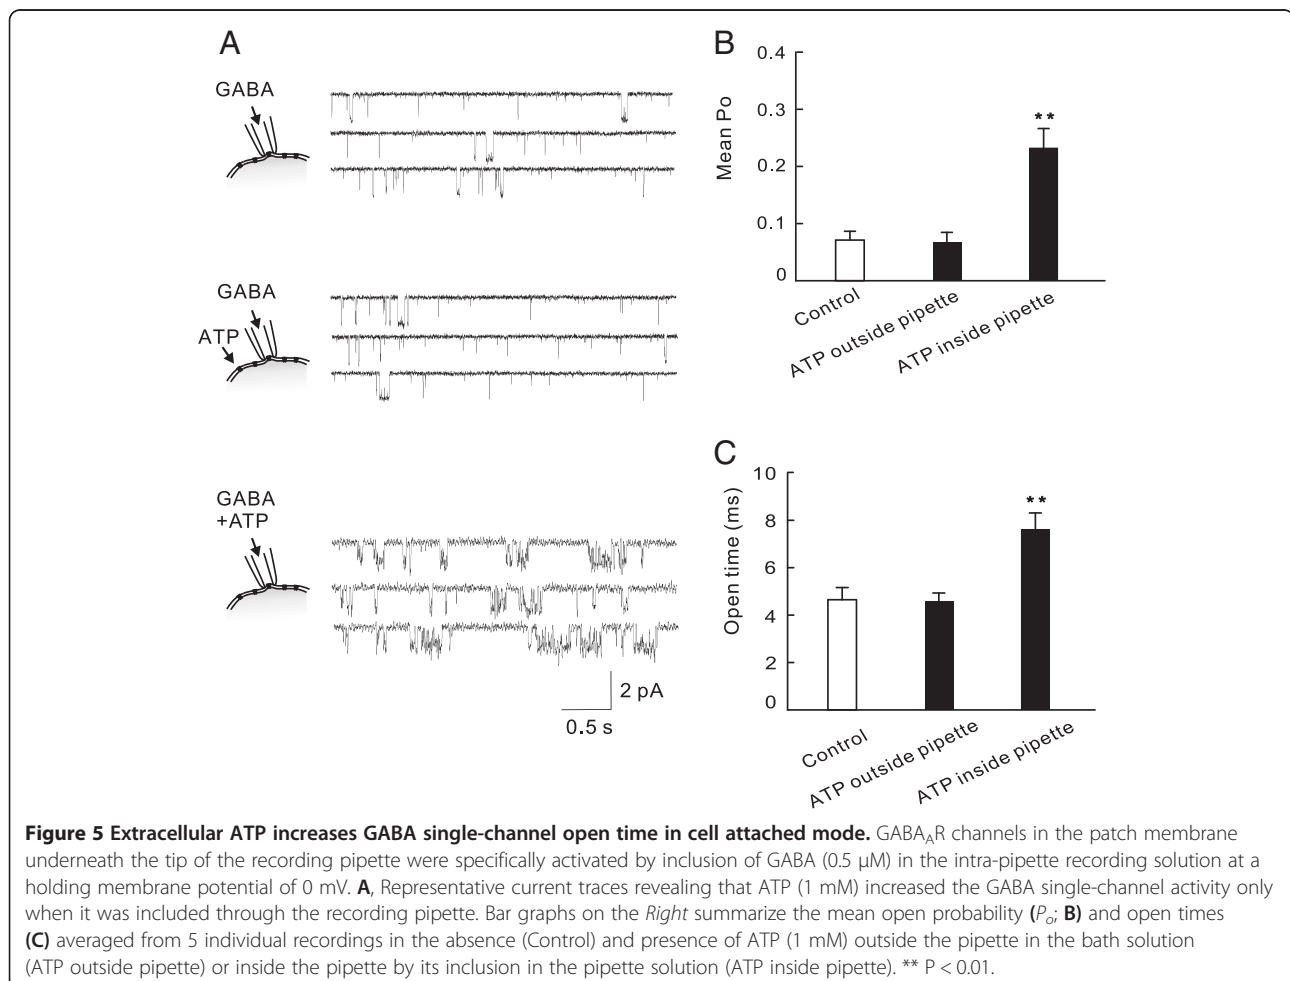 A
GABA
GABA
ATP
GABA
+ATP
2 pA
0.5 s
B
0.4
0.3
0.2
0.1
0
Mean Po
**
Control
ATP outside pipette
ATP inside pipette
C
10
8
6
4
2
0
Open time (ms)
**
Control
ATP outside pipette
ATP inside pipette
Figure 5 Extracellular ATP increases GABA single-channel open time in cell attached mode. GABAAR channels in the patch membrane
underneath the tip of the recording pipette were specifically activated by inclusion of GABA (0.5 μM) in the intra-pipette recording solution at a
holding membrane potential of 0 mV. A, Representative current traces revealing that ATP (1 mM) increased the GABA single-channel activity only
when it was included through the recording pipette. Bar graphs on the Right summarize the mean open probability (Po; B) and open times
(C) averaged from 5 individual recordings in the absence (Control) and presence of ATP (1 mM) outside the pipette in the bath solution
(ATP outside pipette) or inside the pipette by its inclusion in the pipette solution (ATP inside pipette). ** P < 0.01.